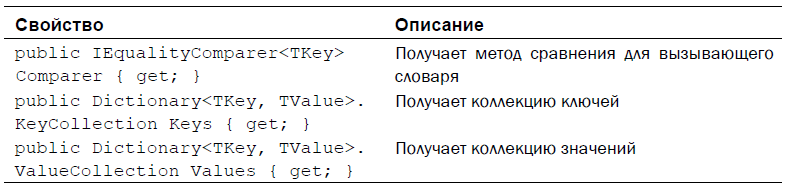 Свойство Описание
public IEqualityComparer<TKey> Получает метод сравнения для вызывающего
Comparer { get; } словаря
public Dictionary<TKey, TValue>. Получает коллекцию ключей
KeyCollection Keys { get; }
public Dictionary<TKey, TValue>. Получает коллекцию значений
ValueCollection Values { get; }